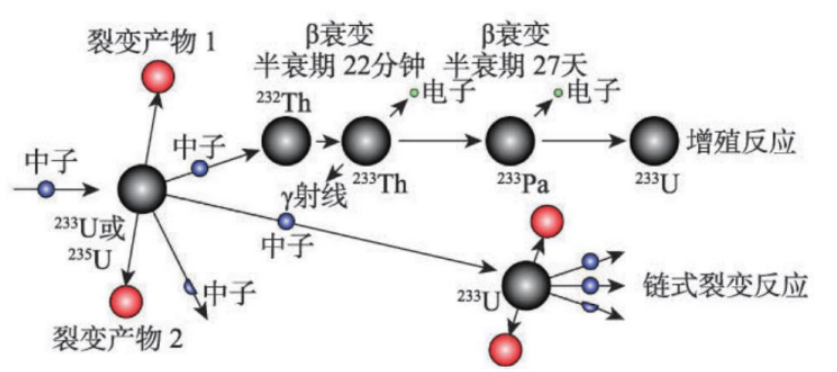 裂变产物 1
β衰变
半衰期 22分钟
β衰变
半衰期 27天
²³²Th
电子
电子
中子
中子
增殖反应
γ射线
²³³Th
²³³Pa
²³³U
²³³U或
²³⁵U
中子
中子
²³³U
链式裂变反应
裂变产物 2